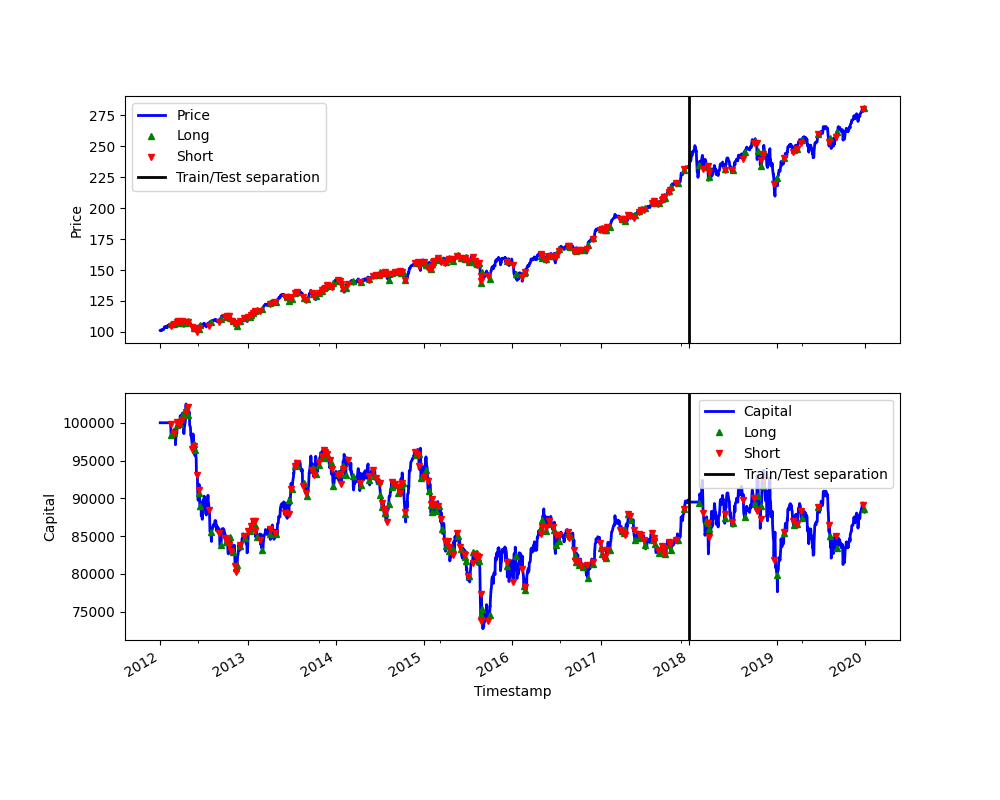 275
250
225
200
175
150
125
100
Price
Price
Long
Short
Train/Test separation
100000
95000
90000
85000
80000
75000
Capital
Capital
Long
Short
Train/Test separation
2012 2013 2014 2015 2016 2017 2018 2019 2020
Timestamp